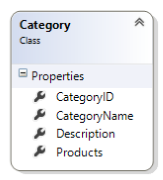 Category
Class
Properties
CategoryID
CategoryName
Description
Products